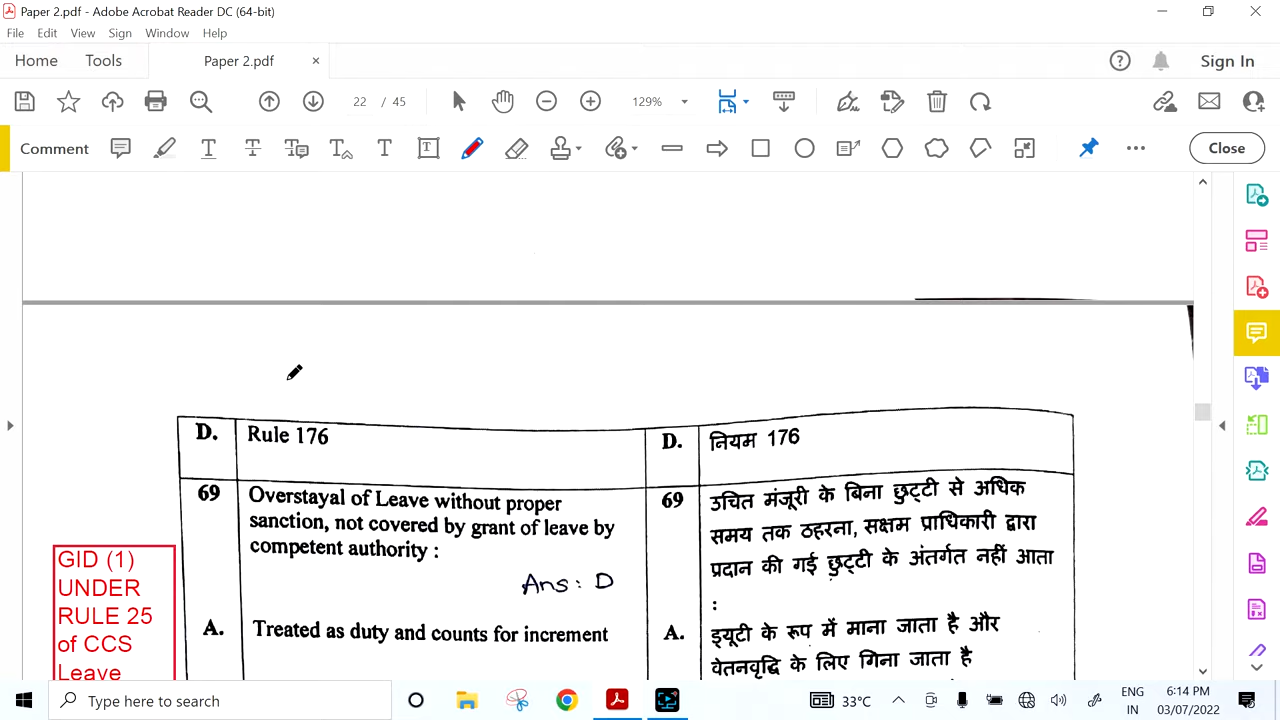 Paper 2.pdf - Adobe Acrobat Reader DC (64-bit)
File Edit View Sign Window Help
Home Tools Paper 2.pdf × Sign In
22 / 45 129%
Comment Close
D. Rule 176
D. नियम 176
69 Overstayal of Leave without proper
sanction, not covered by grant of leave by
competent authority :
Ans: D
69 उचित मंजूरी के बिना छुट्टी से अधिक
समय तक ठहरना, सक्षम प्राधिकारी द्वारा
प्रदान की गई छुट्टी के अंतर्गत नहीं आता
:
GID (1)
UNDER
RULE 25
of CCS
Leave
A. Treated as duty and counts for increment
A. ड्यूटी के रूप में माना जाता है और
वेतनवृद्धि के लिए गिना जाता है
Type here to search
33°C
ENG
IN
6:14 PM
03/07/2022